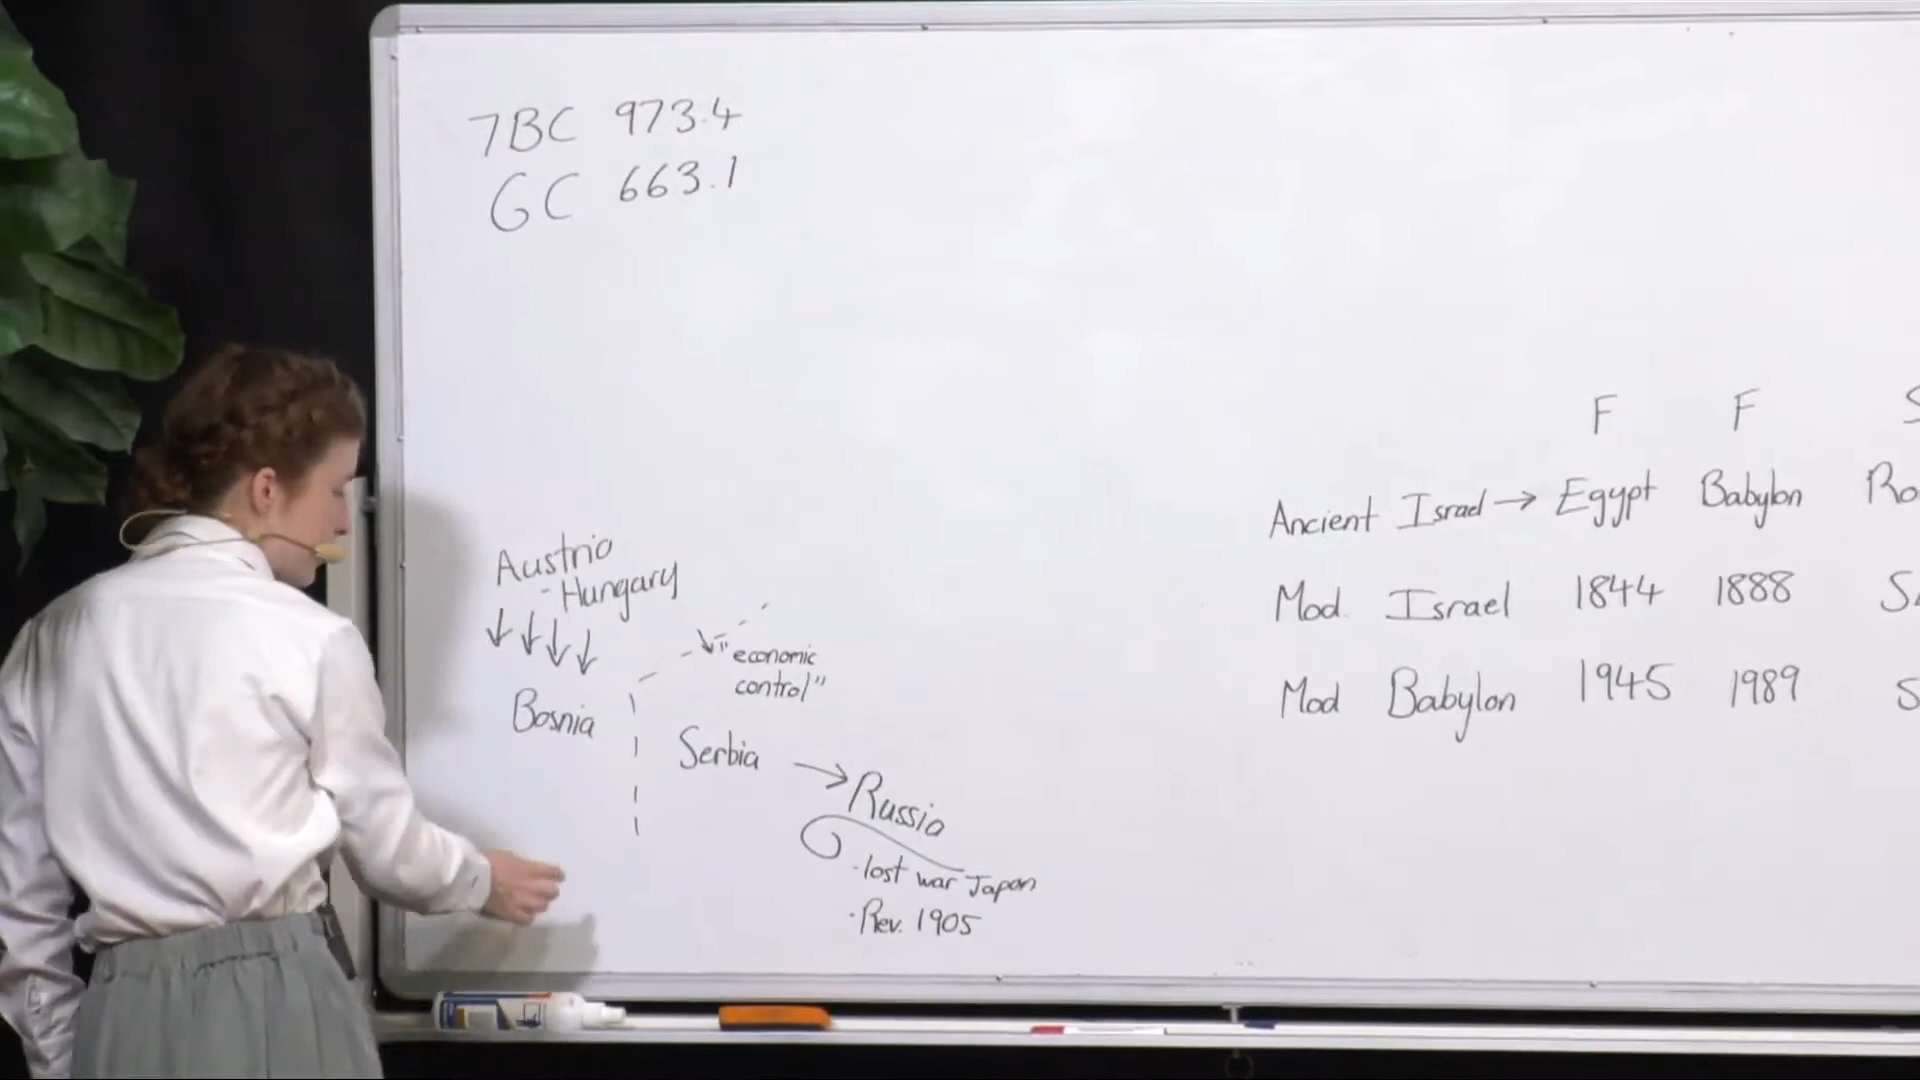 7BC 973.4
GC 663.1
F F
Ancient Israel → Egypt Babylon
Mod. Israel 1844 1888
Mod Babylon 1945 1989
Austria
-Hungary
"economic
control"
Bosnia
Serbia → Russia
·lost war Japan
·Rev. 1905